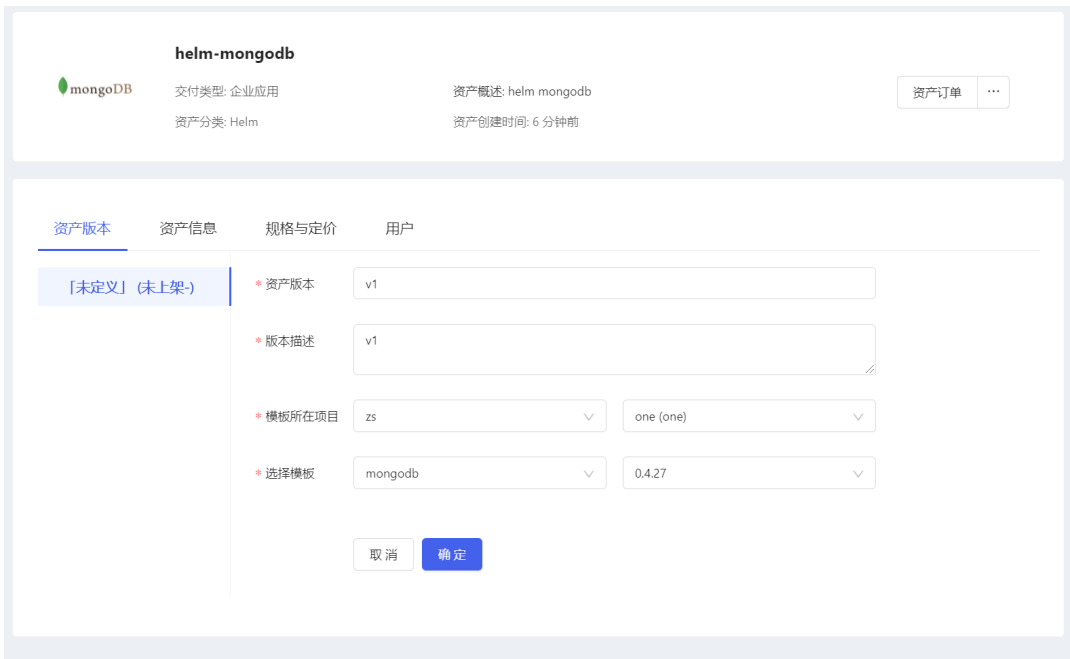 helm-mongodb
mongoDB
交付类型: 企业应用
资产概述: helm mongodb
资产订单
···
资产分类: Helm
资产创建时间: 6 分钟前
资产版本
资产信息
规格与定价
用户
「未定义」 (未上架-)
* 资产版本
v1
* 版本描述
v1
* 模板所在项目
zs
one (one)
* 选择模板
mongodb
0.4.27
取 消
确 定